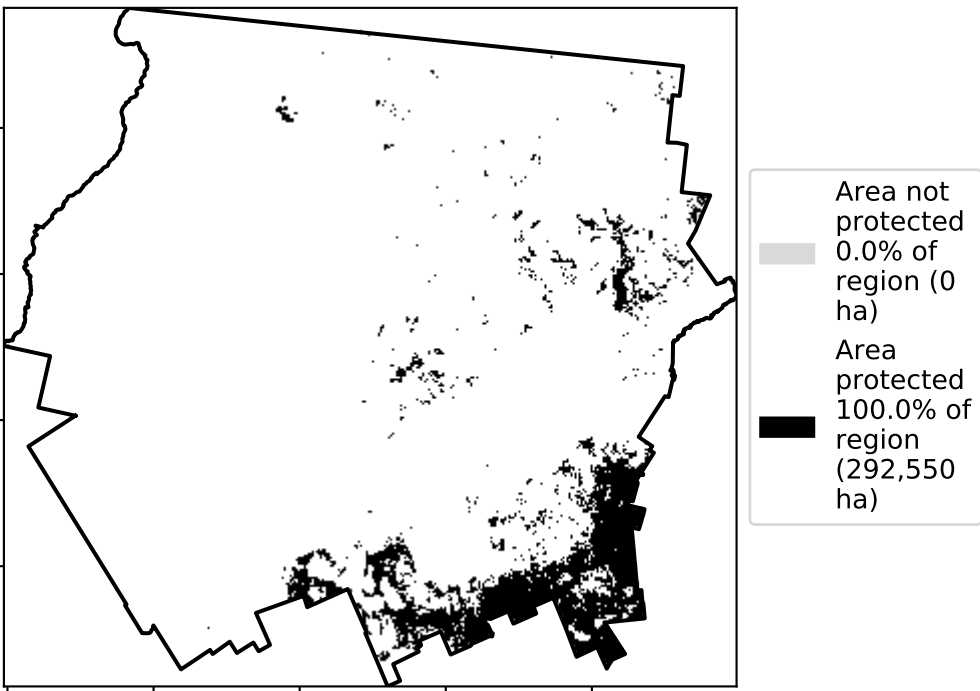 Area not
protected
0.0% of
region (0
ha)
Area
protected
100.0% of
region
(292,550
ha)